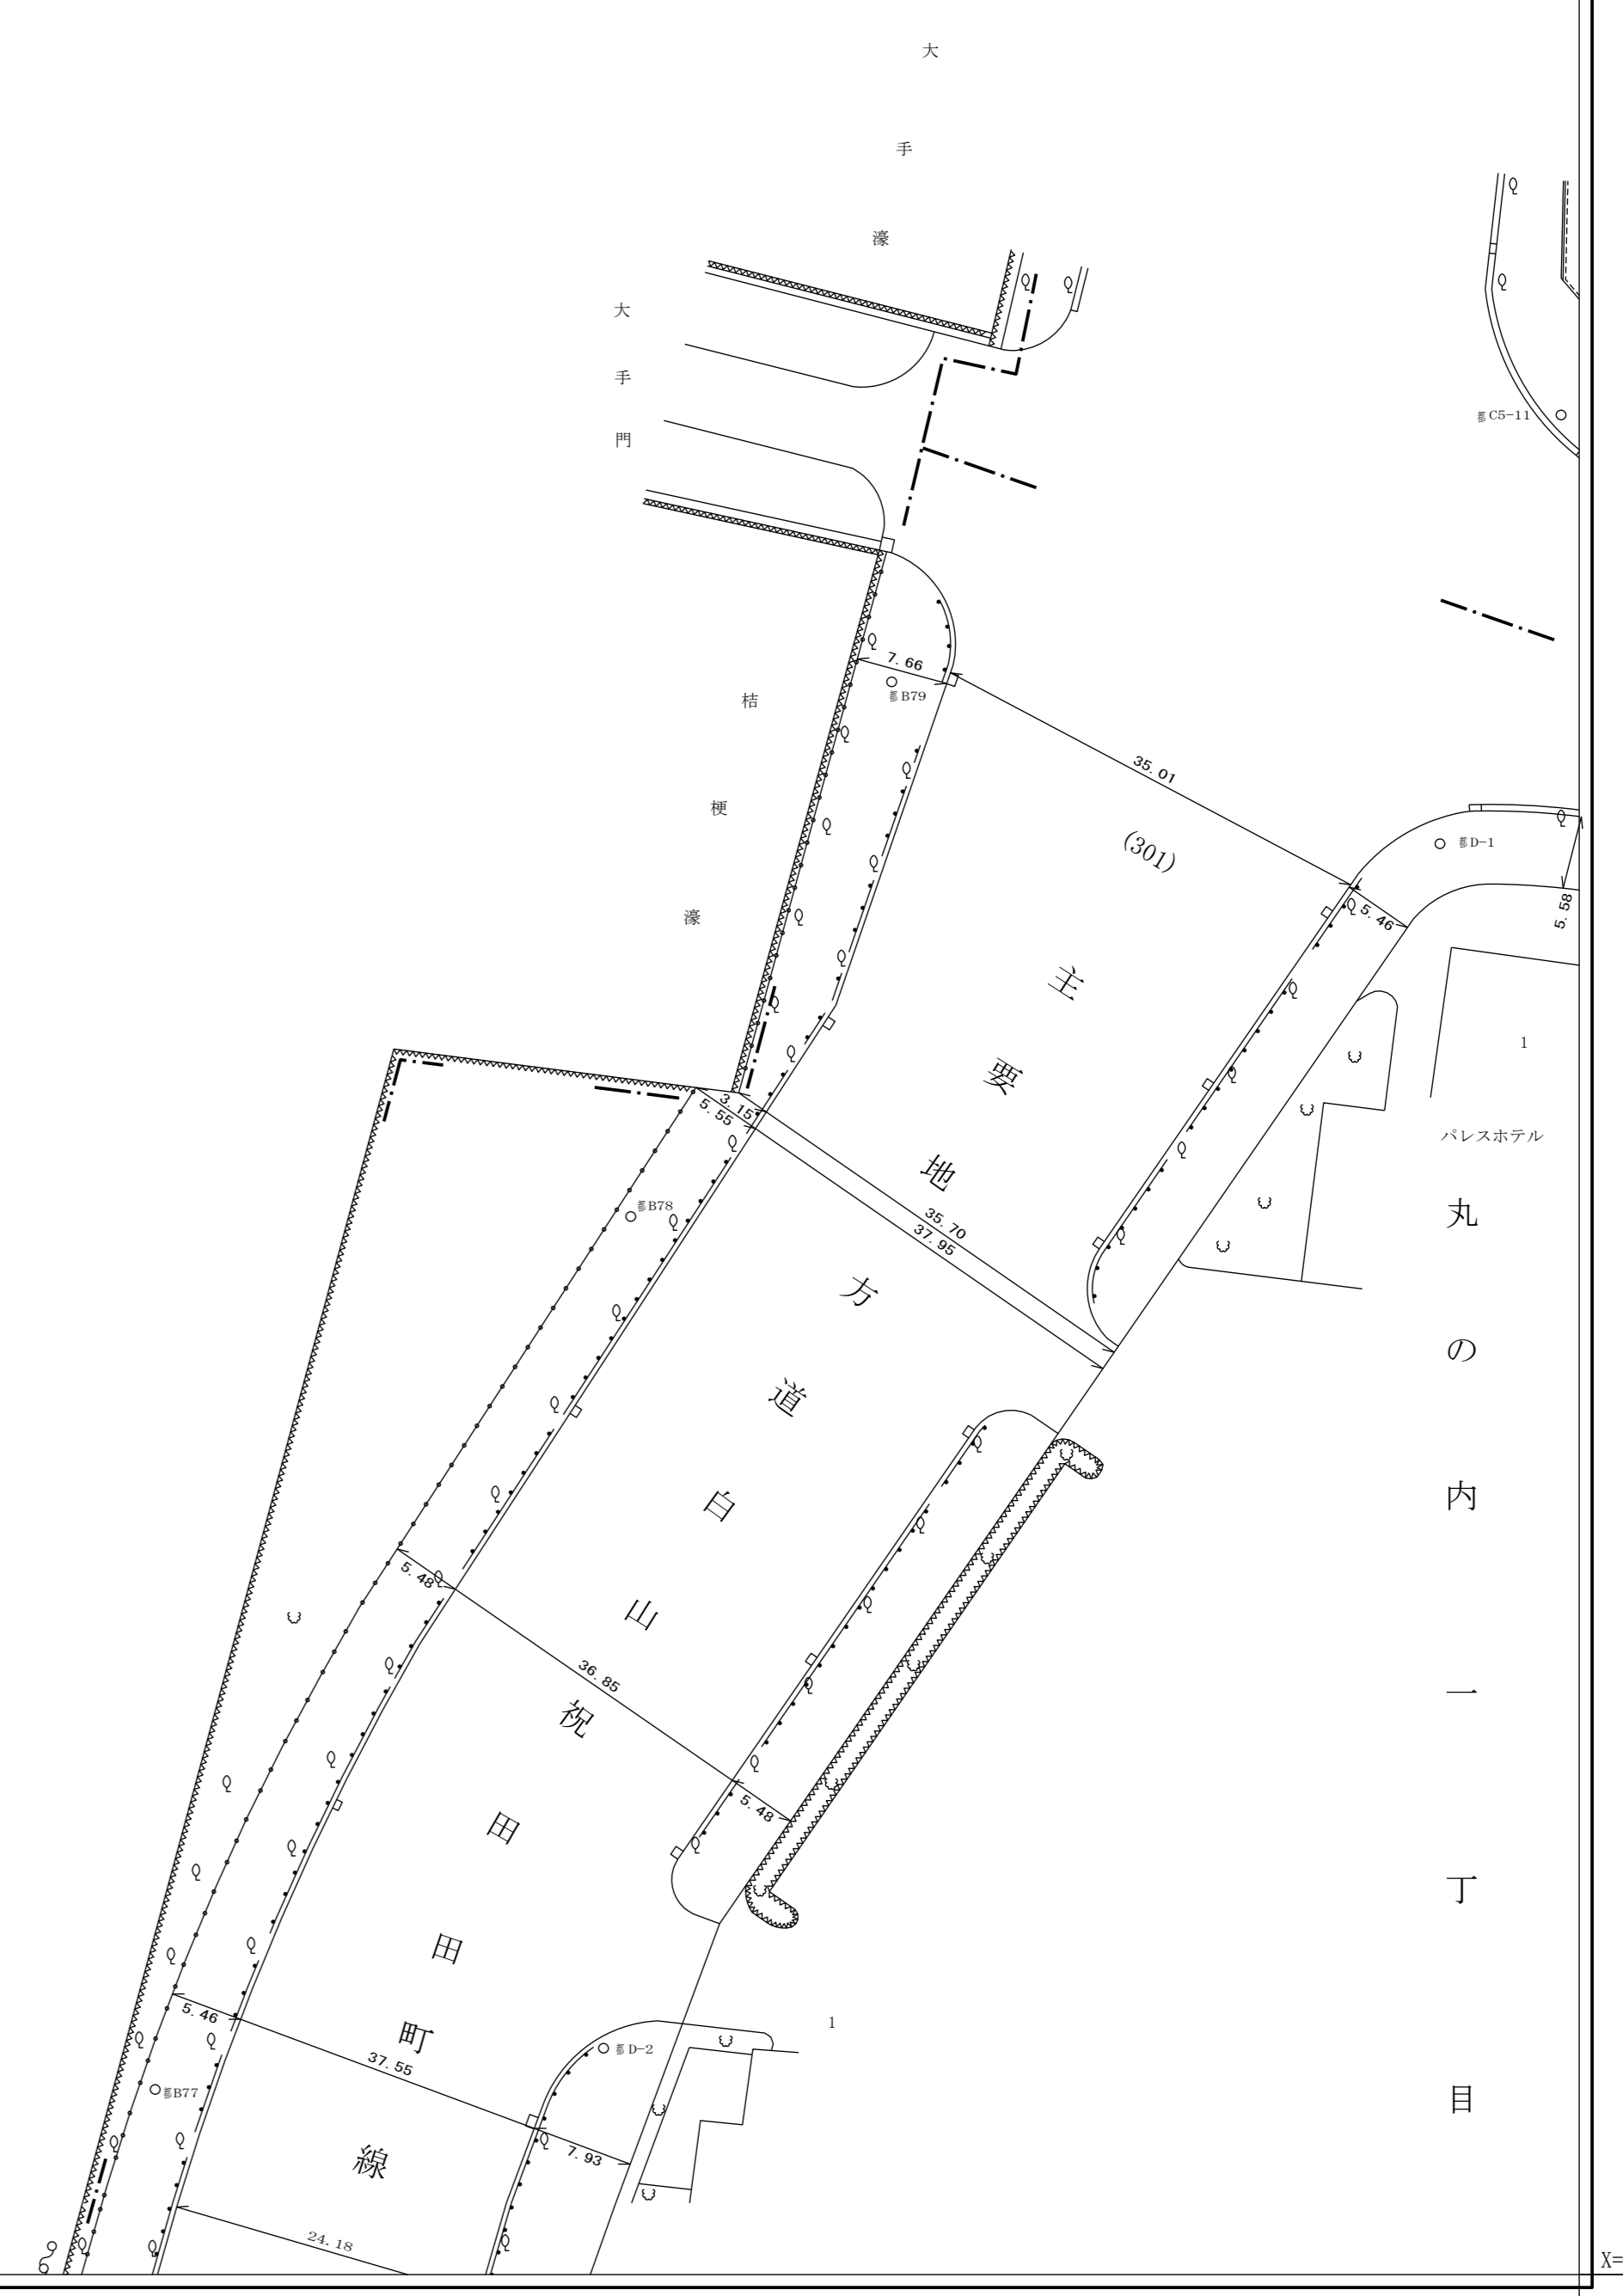 大手濠
大手門
都C5-11
桔梗濠
7.66
都B79
35.01
(301)
都D-1
5.46
5.58
主要地方道白山祝田田町線
1
パレスホテル
3.15
5.55
都B78
35.70
37.95
丸の内一丁目
5.48
36.85
5.48
5.46
37.55
都D-2
1
都B77
7.93
24.18
X=